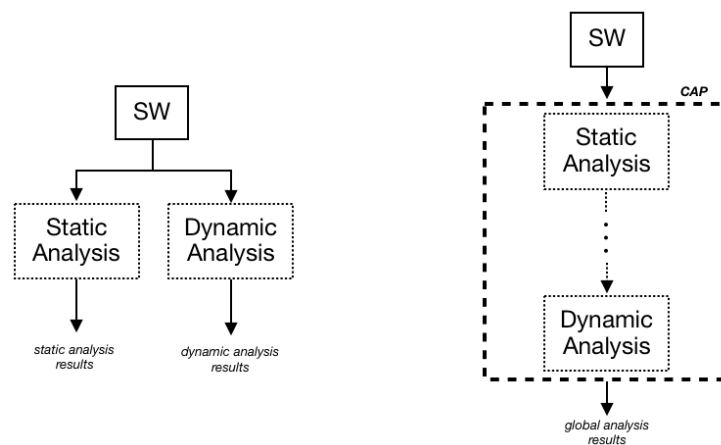 SW
Static
Analysis
Dynamic
Analysis
static analysis
results
dynamic analysis
results
SW
CAP
Static
Analysis
Dynamic
Analysis
global analysis
results